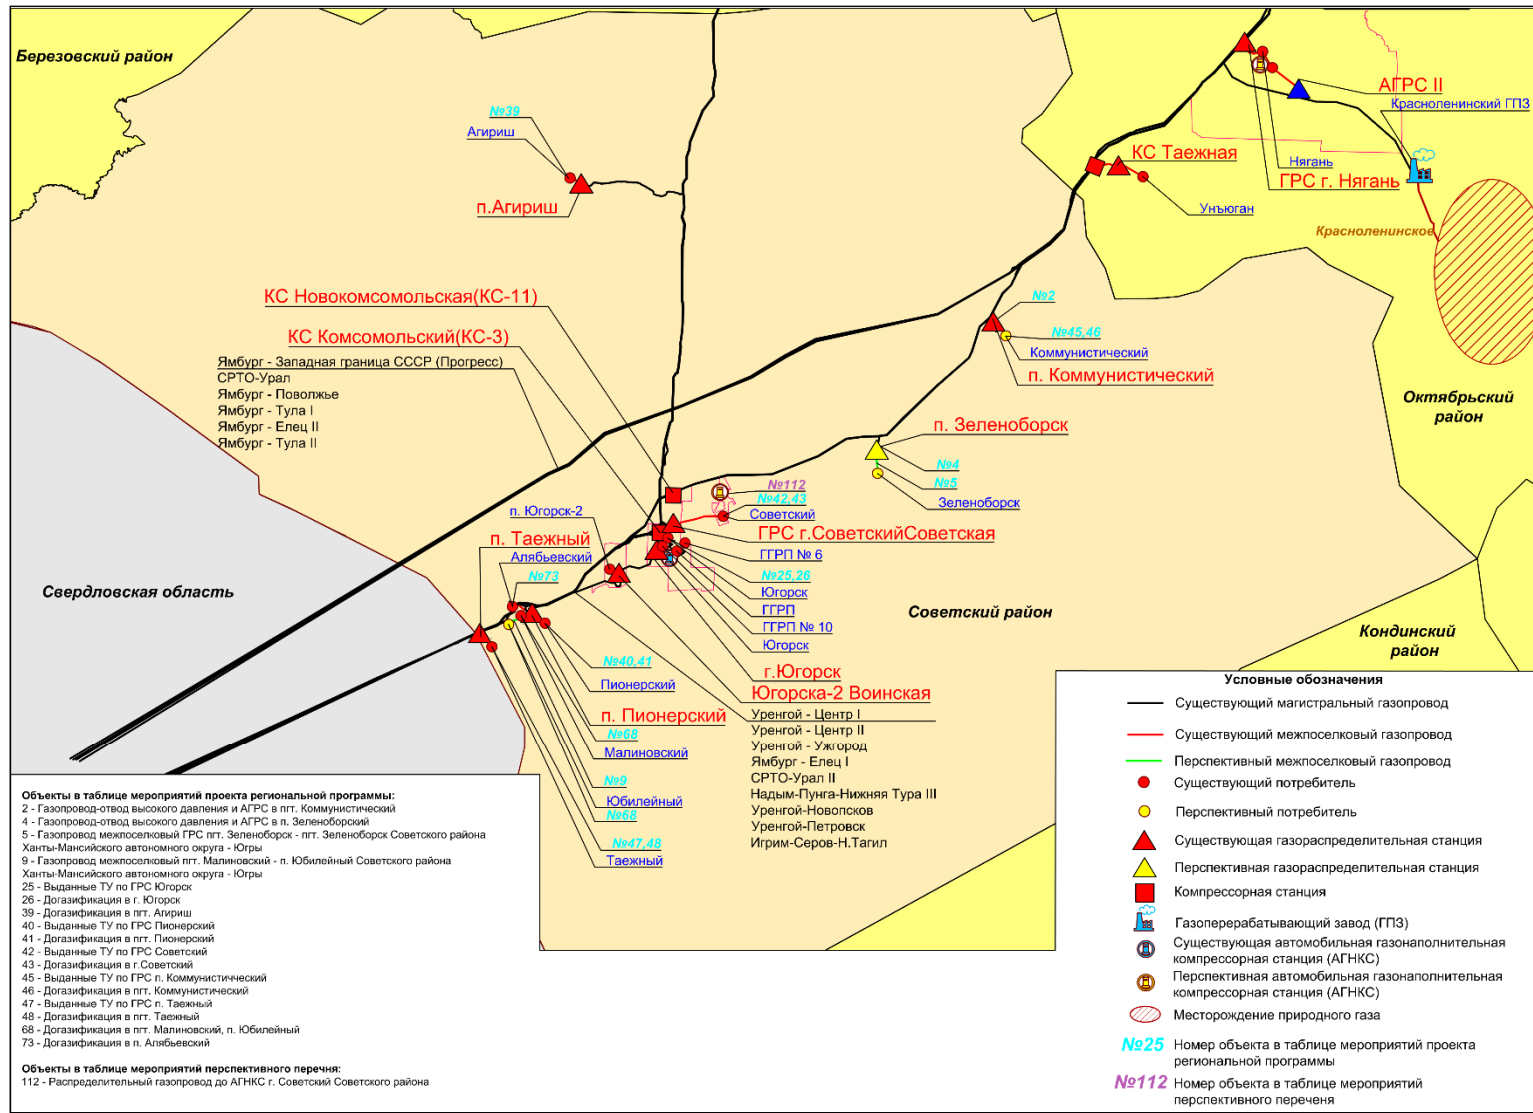 Березовский район
№39
Агириш
п.Агириш
АГРС II
Красноленинский ГПЗ
КС Таежная
Нягань
ГРС г. Нягань
Унъюган
Красноленинское
КС Новокомсомольская(КС-11)
КС Комсомольский(КС-3)
Ямбург - Западная граница СССР (Прогресс)
СРТО-Урал
Ямбург - Поволжье
Ямбург - Тула I
Ямбург - Елец II
Ямбург - Тула II
№2
№45,46
Коммунистический
п. Коммунистический
Октябрьский
район
п. Зеленоборск
№4
№5
Зеленоборск
№112
№42,43
Советский
п. Югорск-2
ГРС г.СоветскийСоветская
п. Таежный
Алябьевский
№73
ГГРП № 6
№25,26
Югорск
ГГРП
ГГРП № 10
Югорск
Свердловская область
Советский район
Кондинский
район
№40,41
Пионерский
г.Югорск
Югорска-2 Воинская
п. Пионерский
№68
Малиновский
№9
Юбилейный
№68
№47,48
Таежный
Уренгой - Центр I
Уренгой - Центр II
Уренгой - Ужгород
Ямбург - Елец I
СРТО-Урал II
Надым-Пунга-Нижняя Тура III
Уренгой-Новопсков
Уренгой-Петровск
Игрим-Серов-Н.Тагил
Условные обозначения
Существующий магистральный газопровод
Существующий межпоселковый газопровод
Перспективный межпоселковый газопровод
Существующий потребитель
Перспективный потребитель
Существующая газораспределительная станция
Перспективная газораспределительная станция
Компрессорная станция
Газоперерабатывающий завод (ГПЗ)
Существующая автомобильная газонаполнительная
компрессорная станция (АГНКС)
Перспективная автомобильная газонаполнительная
компрессорная станция (АГНКС)
Месторождение природного газа
№25 Номер объекта в таблице мероприятий проекта
региональной программы
№112 Номер объекта в таблице мероприятий
перспективного переченя
Объекты в таблице мероприятий проекта региональной программы:
2 - Газопровод-отвод высокого давления и АГРС в пгт. Коммунистический
4 - Газопровод-отвод высокого давления и АГРС в п. Зеленоборский
5 - Газопровод межпоселковый ГРС пгт. Зеленоборск - пгт. Зеленоборск Советского района
Ханты-Мансийского автономного округа - Югры
9 - Газопровод межпоселковый пгт. Малиновский - п. Юбилейный Советского района
Ханты-Мансийского автономного округа - Югры
25 - Выданные ТУ по ГРС Югорск
26 - Догазификация в г. Югорск
39 - Догазификация в пгт. Агириш
40 - Выданные ТУ по ГРС Пионерский
41 - Догазификация в пгт. Пионерский
42 - Выданные ТУ по ГРС Советский
43 - Догазификация в г.Советский
45 - Выданные ТУ по ГРС п. Коммунистичческий
46 - Догазификация в пгт. Коммунистический
47 - Выданные ТУ по ГРС п. Таежный
48 - Догазификация в пгт. Таежный
68 - Догазификация в пгт. Малиновский, п. Юбилейный
73 - Догазификация в п. Алябьевский
Объекты в таблице мероприятий перспективного перечня:
112 - Распределительный газопровод до АГНКС г. Советский Советского района